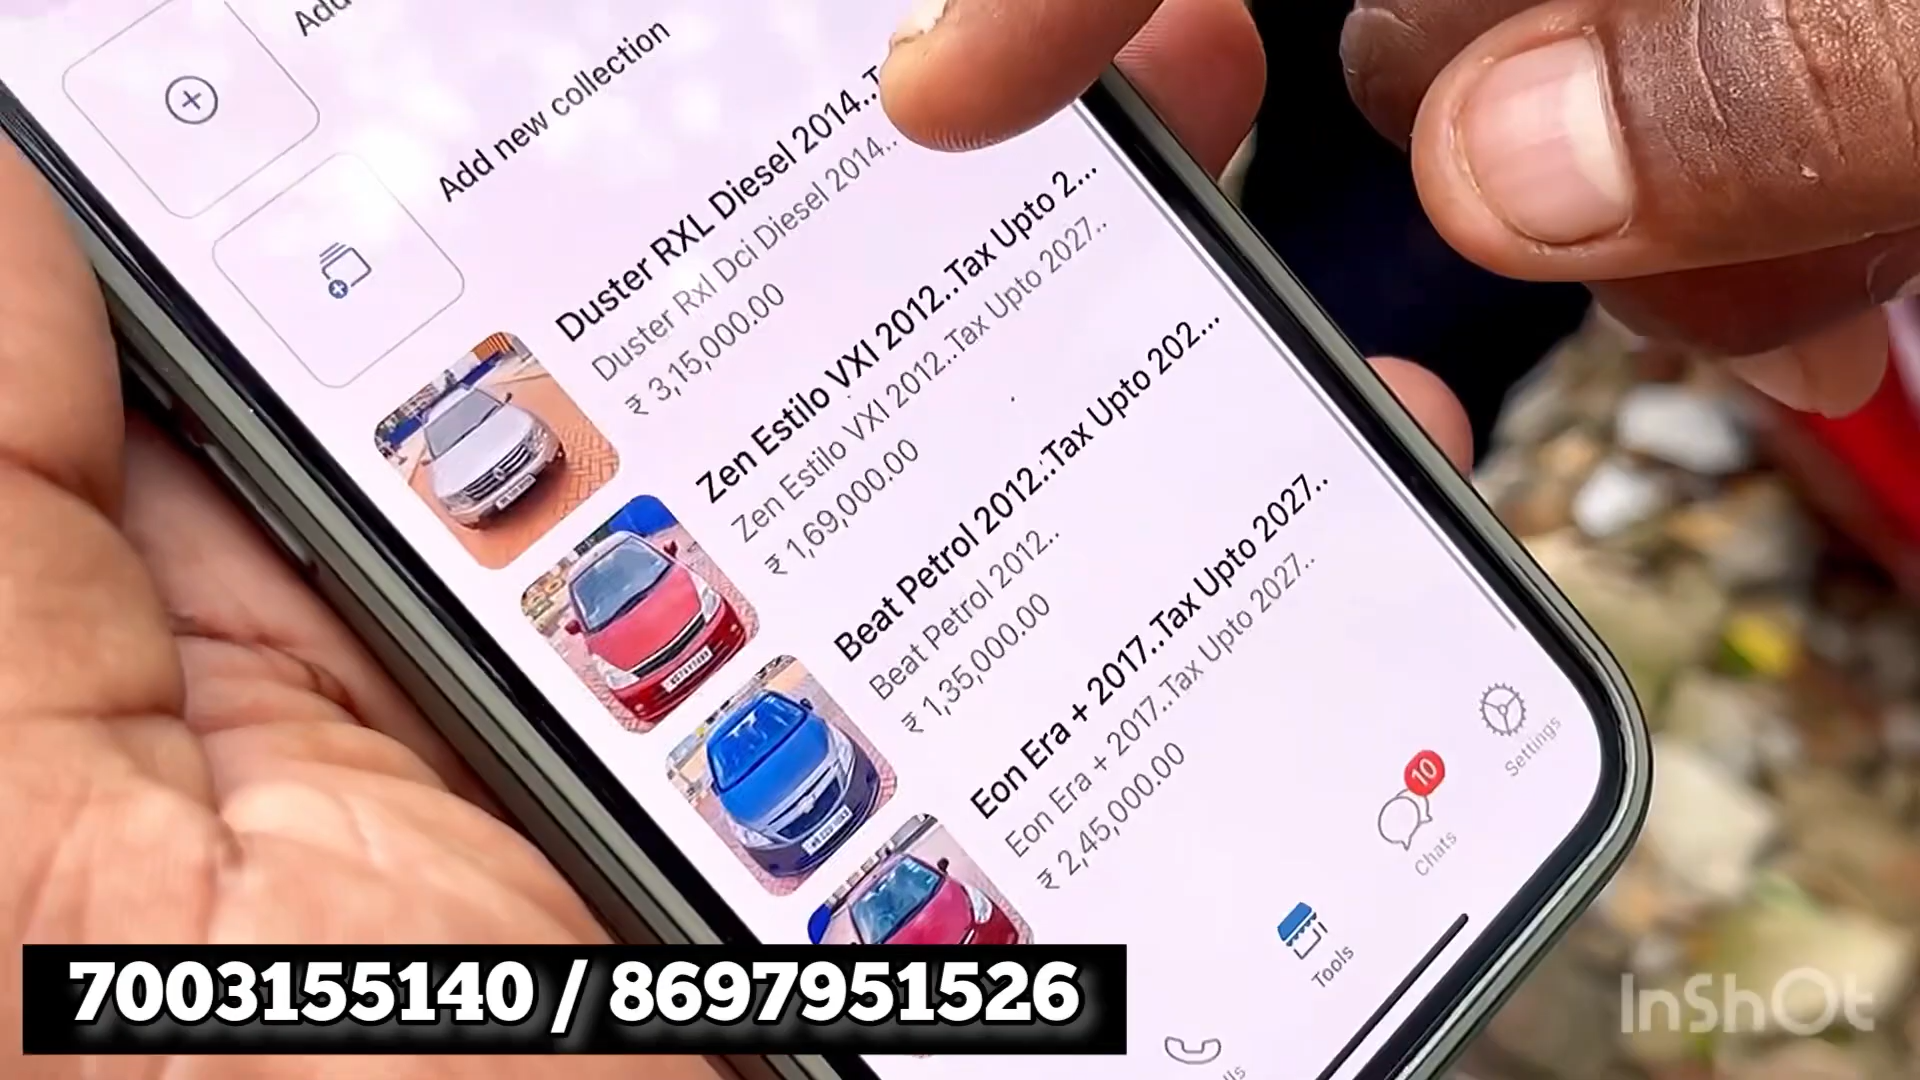 Add
Add new collection
Duster RXL Diesel 2014..T
Duster Rxl Dci Diesel 2014..
₹ 3,15,000.00
Zen Estilo VXI 2012..Tax Upto 2...
Zen Estilo VXI 2012..Tax Upto 2027..
₹ 1,69,000.00
Beat Petrol 2012..Tax Upto 202...
Beat Petrol 2012..
₹ 1,35,000.00
Eon Era + 2017..Tax Upto 2027..
Eon Era + 2017..Tax Upto 2027..
₹ 2,45,000.00
Settings
10
Chats
Tools
lls
7003155140 / 8697951526
InShOt